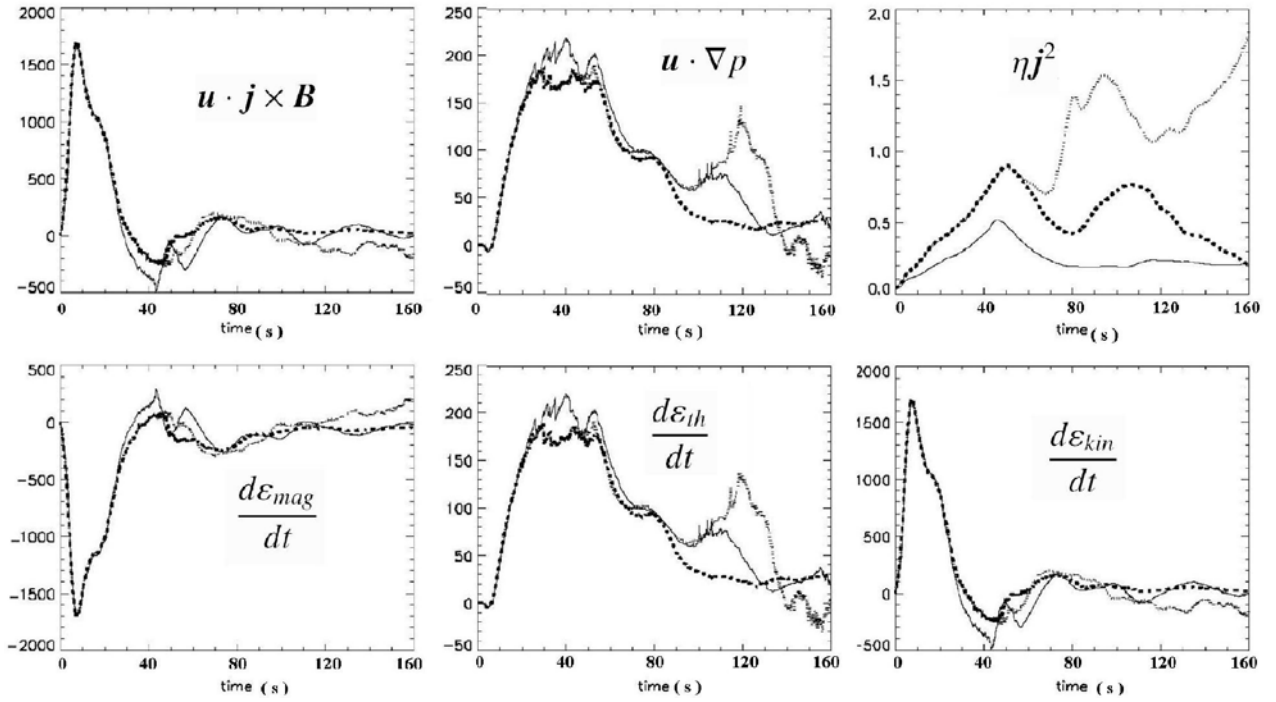 2000
1500
1000
500
0
−500
0 40 80 120 160
time (s)
u · j × B
250
200
150
100
50
0
−50
0 40 80 120 160
time (s)
u · ∇p
2.0
1.5
1.0
0.5
0.0
0 40 80 120 160
time (s)
ηj²
500
0
−500
−1000
−1500
−2000
0 40 80 120 160
time (s)
dε_mag
dt
250
200
150
100
50
0
−50
0 40 80 120 160
time (s)
dε_th
dt
2000
1500
1000
500
0
−500
0 40 80 120 160
time (s)
dε_kin
dt